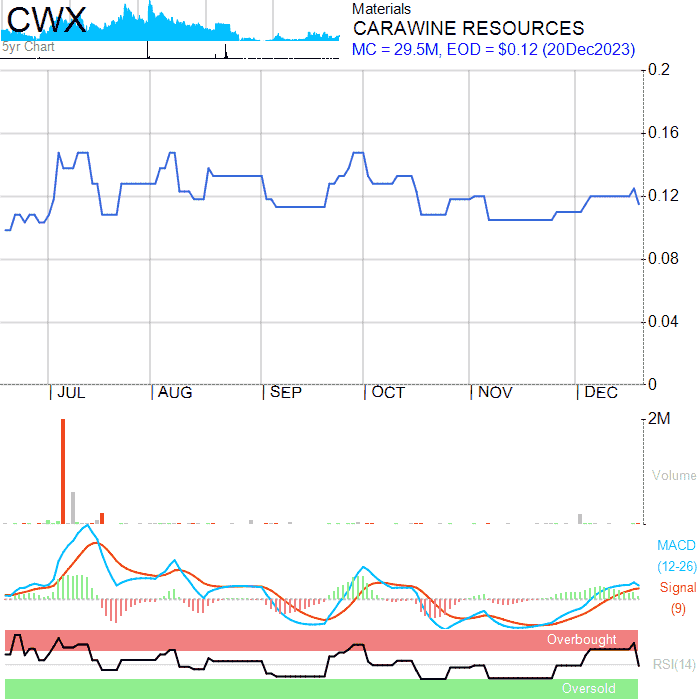 CWX
5yr Chart
Materials
CARAWINE RESOURCES
MC = 29.5M, EOD = $0.12 (20Dec2023)
0.2
0.16
0.12
0.08
0.04
0
JUL AUG SEP OCT NOV DEC
2M
Volume
MACD
(12-26)
Signal
(9)
Overbought
RSI(14)
Oversold